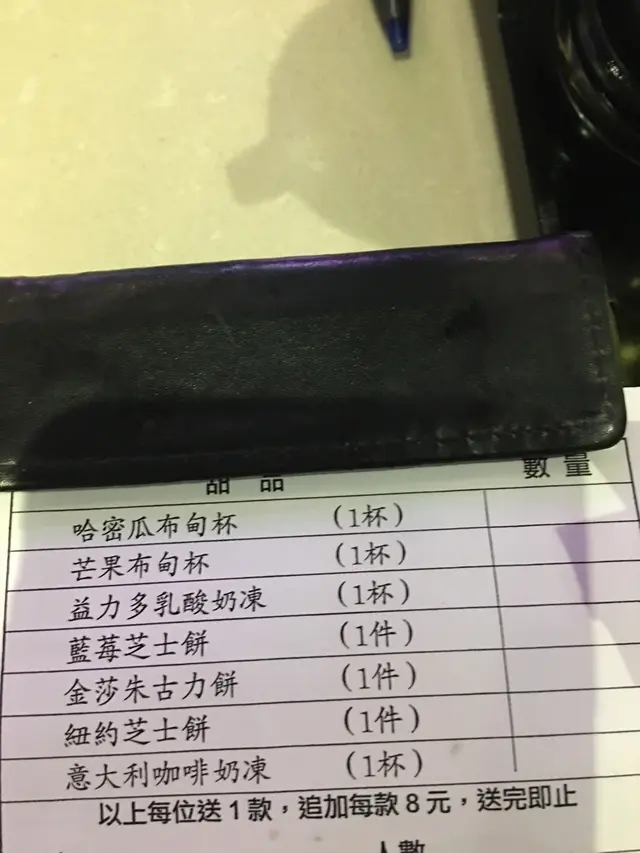 甜 品 數 量
哈密瓜布甸杯 (1杯)
芒果布甸杯 (1杯)
益力多乳酸奶凍 (1杯)
藍莓芝士餅 (1件)
金莎朱古力餅 (1件)
紐約芝士餅 (1件)
意大利咖啡奶凍 (1杯)
以上每位送1款，追加每款8元，送完即止
人數